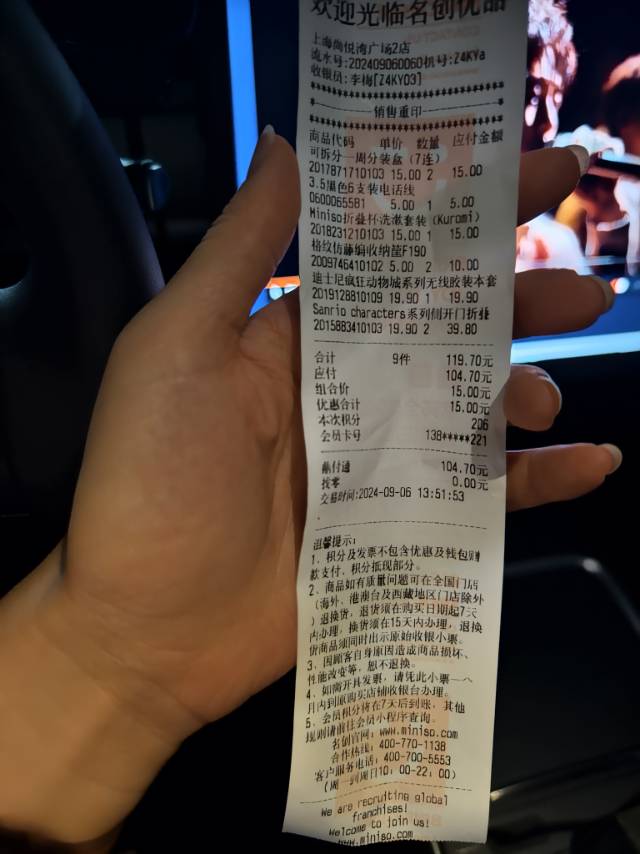 欢迎光临名创优品
上海尚悦湾广场2店
流水号:202409060060机号:Z4KYa
收银员:李梅[Z4KY03]
销售重印
商品代码 单价 数量 应付金额
可拆分一周分装盒（7连）
2017871710103 15.00 2 15.00
3.5黑色6支装电话线
0600065581 5.00 1 5.00
Miniso折叠杯洗漱套装（Kuromi）
2018231210103 15.00 1 15.00
格纹仿藤编收纳筐F190
2009746410102 5.00 2 10.00
迪士尼疯狂动物城系列无线胶装本套
2019128810109 19.90 1 19.90
Sanrio characters系列侧开门折叠
2015883410103 19.90 2 39.80
合计 9件 119.70元
应付 104.70元
组合价 15.00元
优惠合计 15.00元
本次积分 206
会员卡号 138*****221
戴付通 104.70元
找零 0.00元
交易时间:2024-09-06 13:51:53
温馨提示:
1、积分及发票不包含优惠及钱包赠
款支付、积分抵现部分。
2、商品如有质量问题可在全国门店
（海外、港澳台及西藏地区门店除外
）退换货，退货须在购买日期起7天
内办理，换货须在15天内办理，退换
货商品须同时出示原始收银小票。
3、因顾客自身原因造成商品损坏、
性能改变等，恕不退换。
4、如需开具发票，请凭此小票一个
月内到原购买店铺收银台办理。
5、会员积分将在7天后到账，其他
规则请前往会员小程序查询。
名创官网：www.miniso.com
合作热线：400-770-1138
客户服务电话：400-700-5553
（周一到周日10：00-22：00）
We are recruiting global
franchises!
Welcome to join us!
www.miniso.com